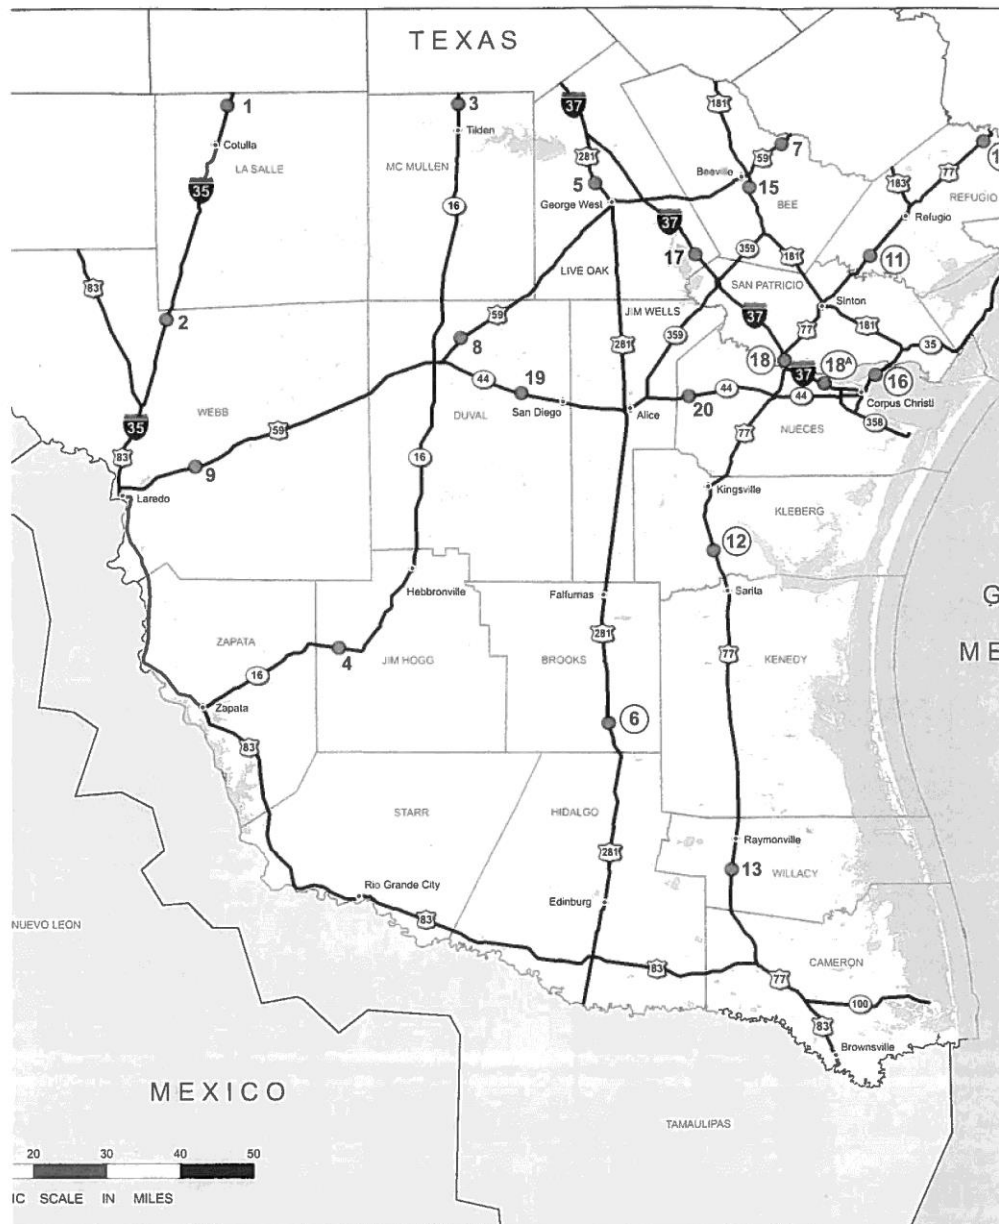 TEXAS
1
3
37
181
7
Cotulla
Tilden
LA SALLE
MC MULLEN
281
59
Beeville
5
15
77
1
35
16
George West
BEE
183
REFUGIO
Refugio
37
359
17
181
11
83
LIVE OAK
SAN PATRICIO
2
59
JIM WELLS
37
Sinton
77
181
8
281
359
18
18A
35
37
16
44
19
44
44
Corpus Christi
San Diego
Alice
20
WEBB
DUVAL
NUECES
358
35
59
77
83
16
9
Laredo
Kingsville
KLEBERG
12
Hebbronville
Falfurrias
Sarita
G
ZAPATA
281
4
JIM HOGG
BROOKS
77
KENEDY
ME
16
Zapata
6
83
STARR
HIDALGO
Raymonville
281
13
WILLACY
Rio Grande City
Edinburg
83
NUEVO LEON
83
77
CAMERON
100
83
Brownsville
MEXICO
TAMAULIPAS
20 30 40 50
IC SCALE IN MILES